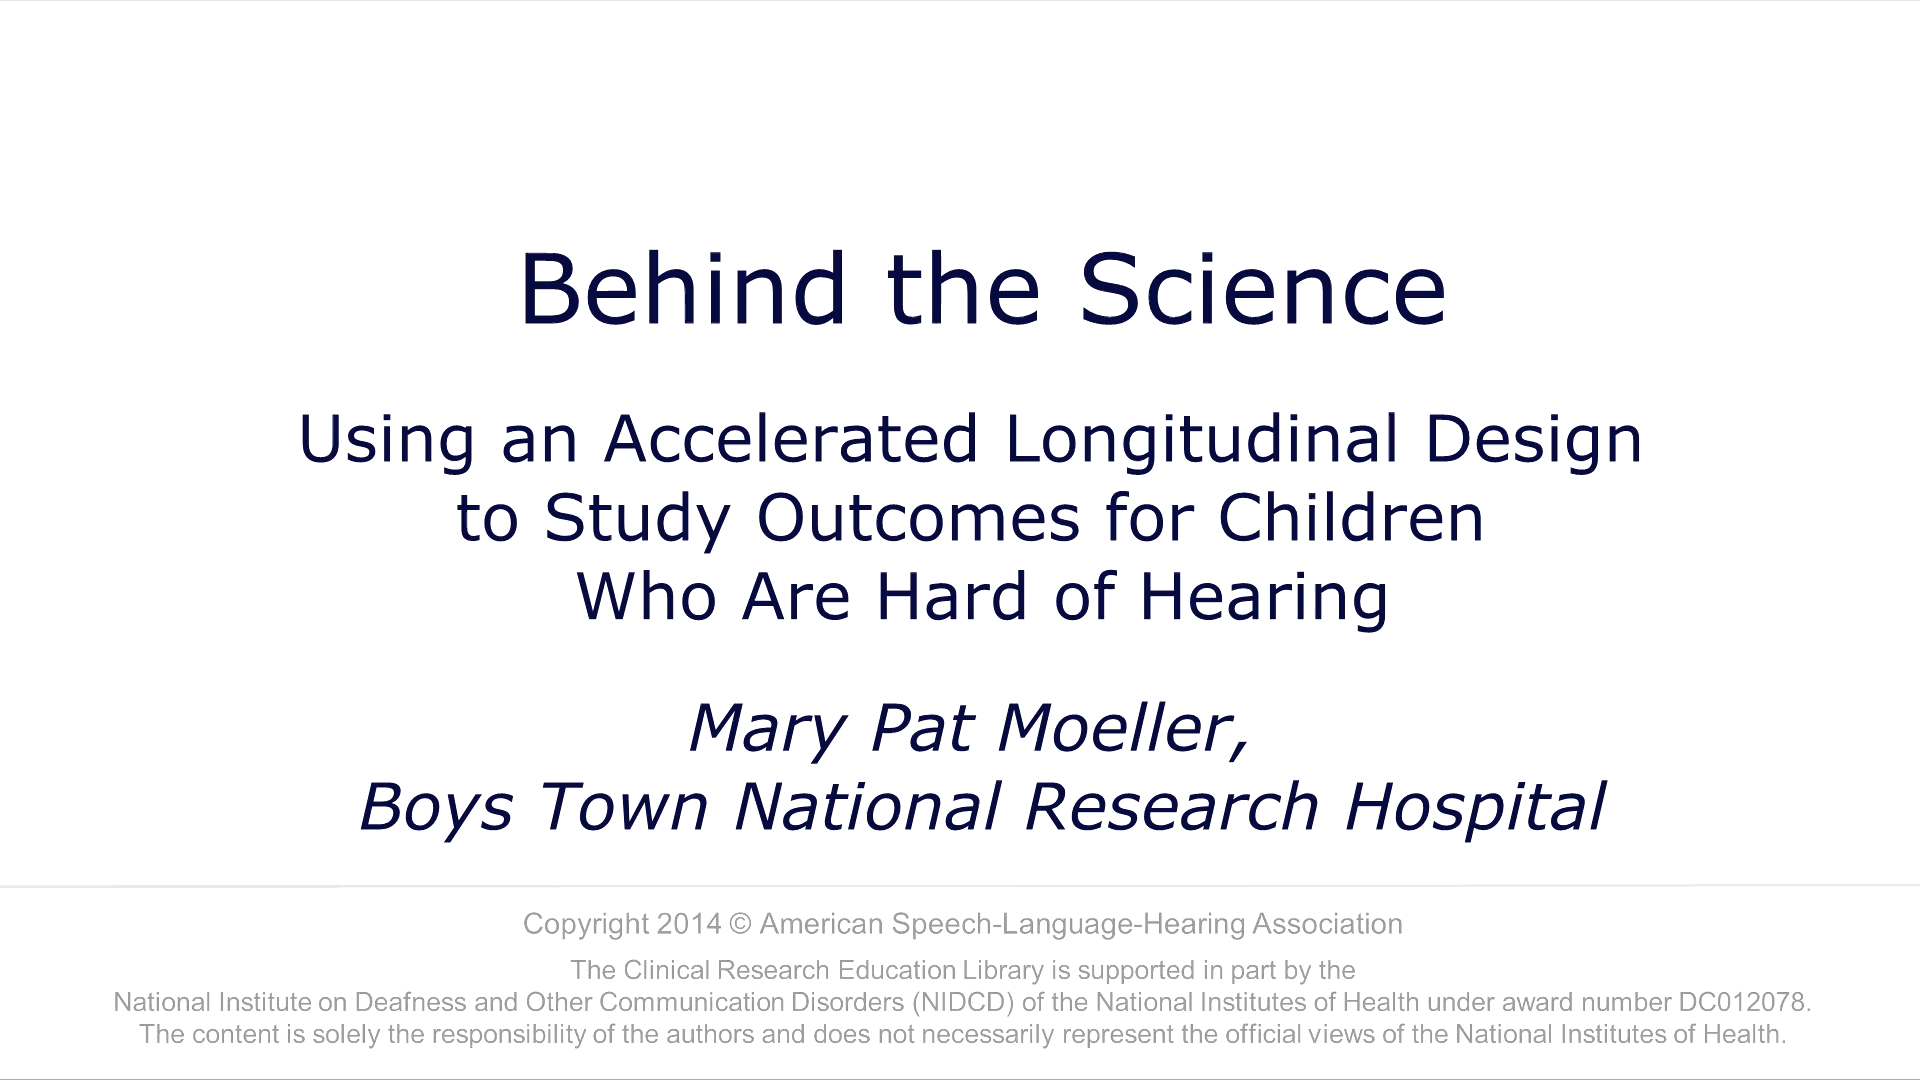 Behind the Science
Using an Accelerated Longitudinal Design
to Study Outcomes for Children
Who Are Hard of Hearing
Mary Pat Moeller,
Boys Town National Research Hospital
Copyright 2014 © American Speech-Language-Hearing Association
The Clinical Research Education Library is supported in part by the
National Institute on Deafness and Other Communication Disorders (NIDCD) of the National Institutes of Health under award number DC012078.
The content is solely the responsibility of the authors and does not necessarily represent the official views of the National Institutes of Health.